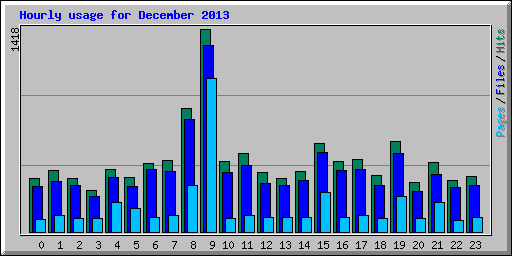 Hourly usage for December 2013
1418
Pages / Files / Hits
0 1 2 3 4 5 6 7 8 9 10 11 12 13 14 15 16 17 18 19 20 21 22 23